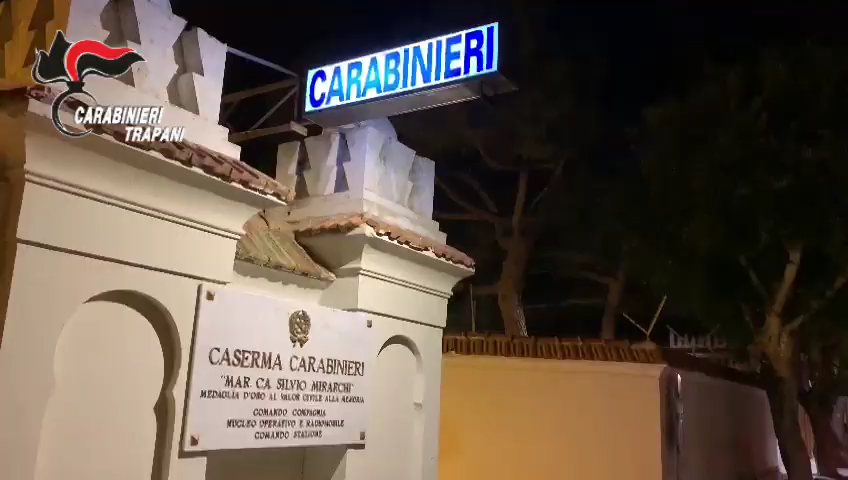 CARABINIERI
CARABINIERI
TRAPANI
CASERMA CARABINIERI
"MAR. CA. SILVIO MIRARCHI"
MEDAGLIA D'ORO AL VALOR CIVILE ALLA MEMORIA
COMANDO COMPAGNIA
NUCLEO OPERATIVO E RADIOMOBILE
COMANDO STAZIONE